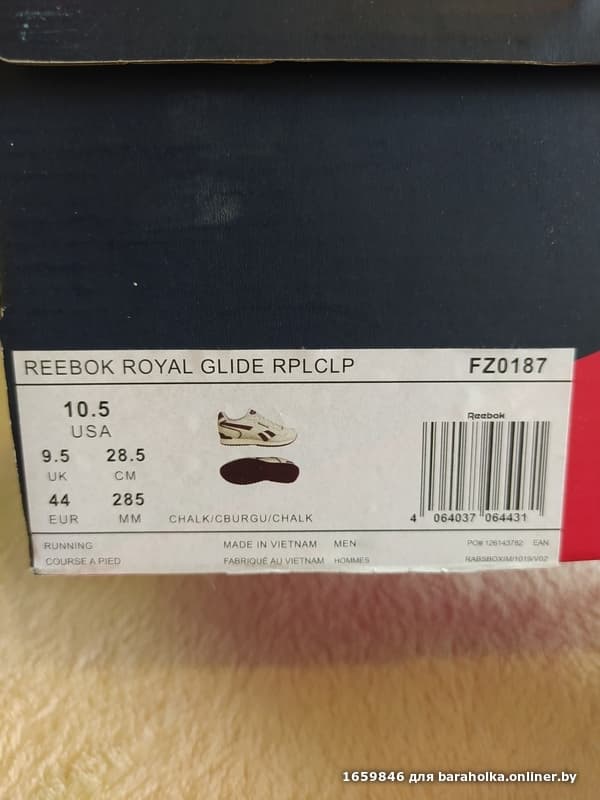 REEBOK ROYAL GLIDE RPLCLP FZ0187
10.5
USA
9.5 28.5
UK CM
44 285
EUR MM
CHALK/CBURGU/CHALK
Reebok
4 064037 064431
RUNNING MADE IN VIETNAM MEN PO# 126143782 EAN
COURSE A PIED FABRIQUÉ AU VIETNAM HOMMES RABSBOXIM/1019/V02
1659846 для baraholka.onliner.by